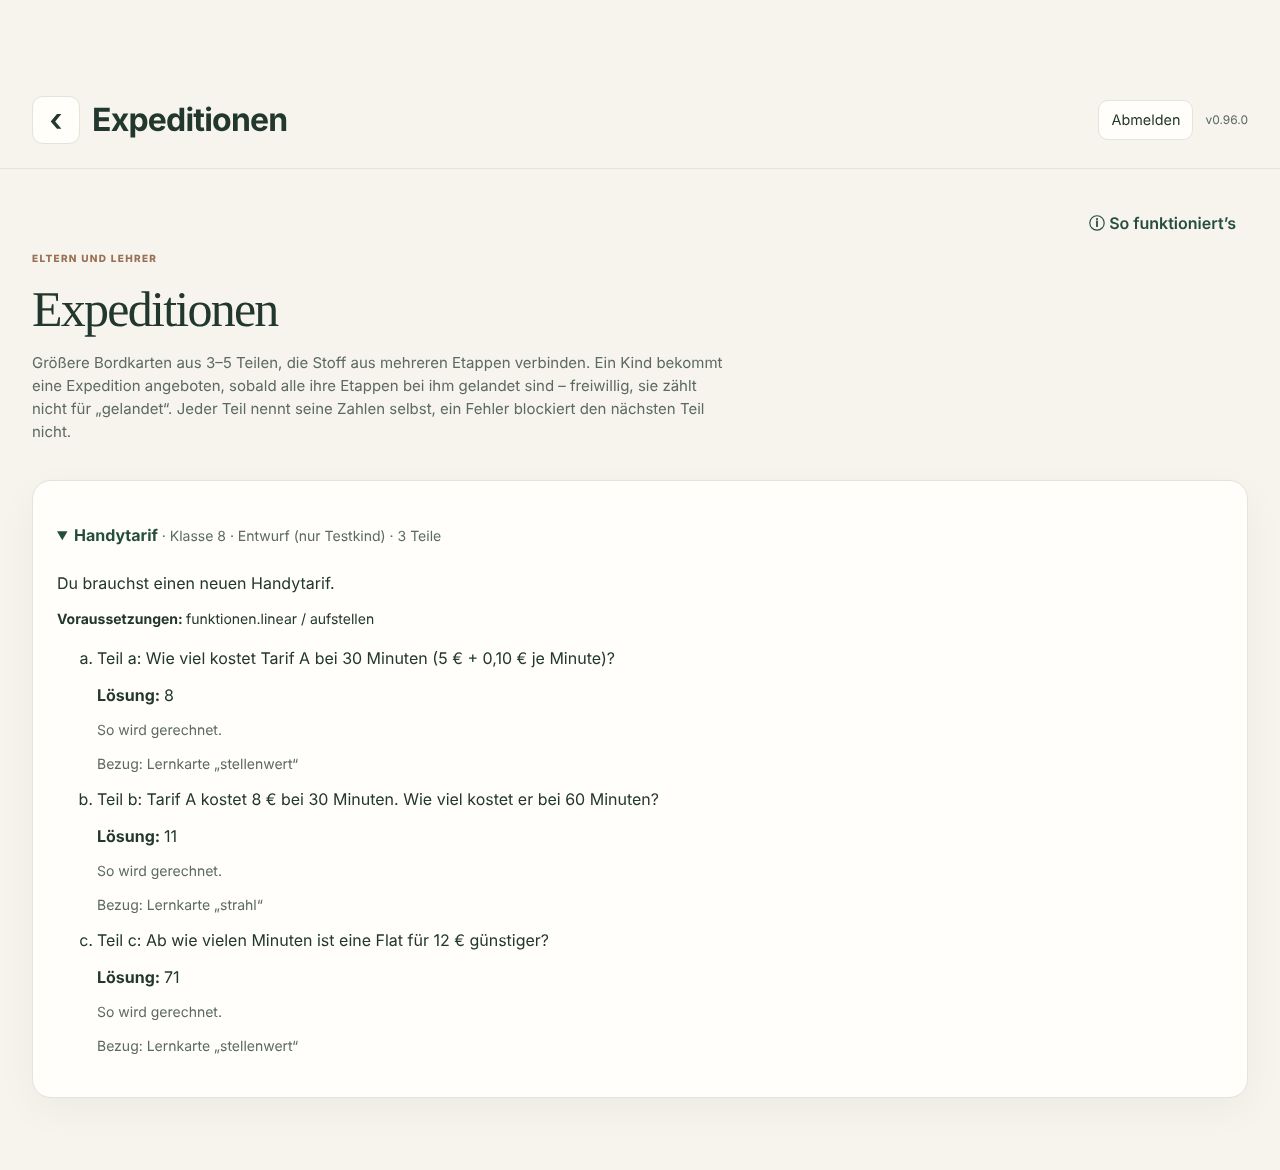 ‹ Expeditionen
Abmelden v0.96.0
ⓘ So funktioniert’s
ELTERN UND LEHRER
Expeditionen
Größere Bordkarten aus 3–5 Teilen, die Stoff aus mehreren Etappen verbinden. Ein Kind bekommt
eine Expedition angeboten, sobald alle ihre Etappen bei ihm gelandet sind – freiwillig, sie zählt
nicht für „gelandet“. Jeder Teil nennt seine Zahlen selbst, ein Fehler blockiert den nächsten Teil
nicht.
▼ Handytarif · Klasse 8 · Entwurf (nur Testkind) · 3 Teile
Du brauchst einen neuen Handytarif.
Voraussetzungen: funktionen.linear / aufstellen
a. Teil a: Wie viel kostet Tarif A bei 30 Minuten (5 € + 0,10 € je Minute)?
Lösung: 8
So wird gerechnet.
Bezug: Lernkarte „stellenwert“
b. Teil b: Tarif A kostet 8 € bei 30 Minuten. Wie viel kostet er bei 60 Minuten?
Lösung: 11
So wird gerechnet.
Bezug: Lernkarte „strahl“
c. Teil c: Ab wie vielen Minuten ist eine Flat für 12 € günstiger?
Lösung: 71
So wird gerechnet.
Bezug: Lernkarte „stellenwert“